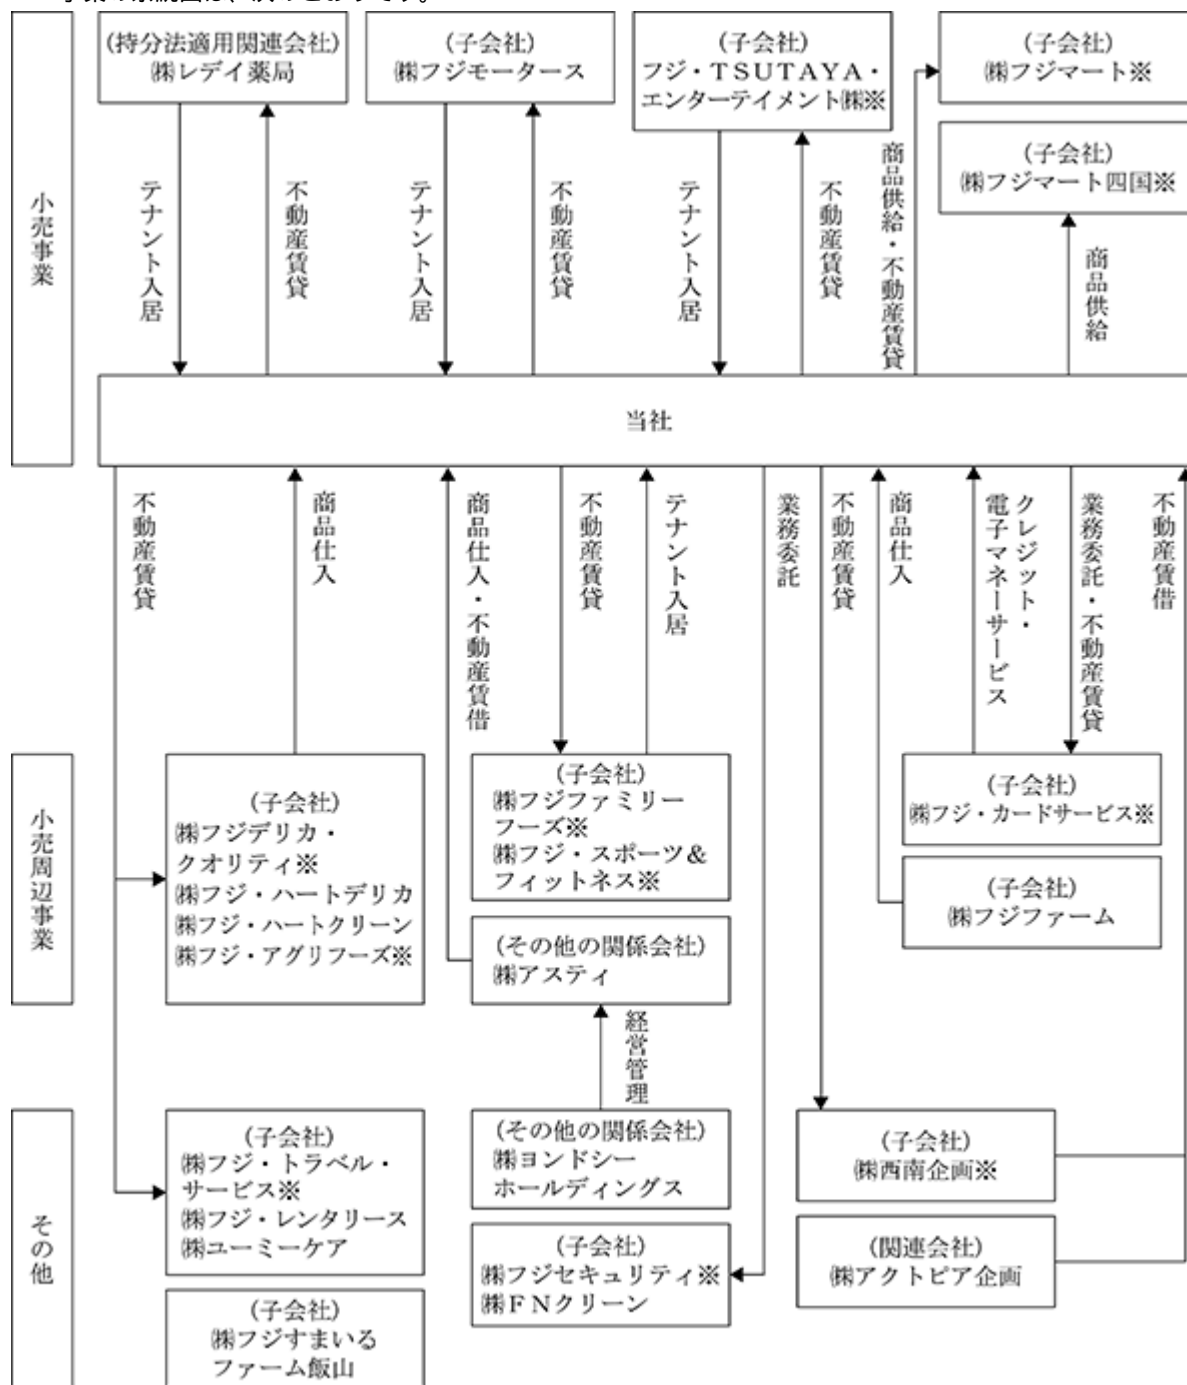 小売事業
(持分法適用関連会社)
㈱レデイ薬局
(子会社)
㈱フジモータース
(子会社)
フジ・TSUTAYA・
エンターテイメント㈱※
(子会社)
㈱フジマート※
(子会社)
㈱フジマート四国※
テナント入居
不動産賃貸
テナント入居
不動産賃貸
テナント入居
不動産賃貸
商品供給・不動産賃貸
商品供給
当社
不動産賃貸
商品仕入
商品仕入・不動産賃借
不動産賃貸
テナント入居
業務委託
不動産賃貸
商品仕入
クレジット・
電子マネーサービス
業務委託・不動産賃貸
不動産賃借
小売周辺事業
(子会社)
㈱フジデリカ・
クオリティ※
㈱フジ・ハートデリカ
㈱フジ・ハートクリーン
㈱フジ・アグリフーズ※
(子会社)
㈱フジファミリー
フーズ※
㈱フジ・スポーツ&
フィットネス※
(その他の関係会社)
㈱アスティ
(子会社)
㈱フジ・カードサービス※
(子会社)
㈱フジファーム
経営管理
その他
(子会社)
㈱フジ・トラベル・
サービス※
㈱フジ・レンタリース
㈱ユーミーケア
(子会社)
㈱フジすまいる
ファーム飯山
(その他の関係会社)
㈱ヨンドシー
ホールディングス
(子会社)
㈱フジセキュリティ※
㈱FNクリーン
(子会社)
㈱西南企画※
(関連会社)
㈱アクトピア企画